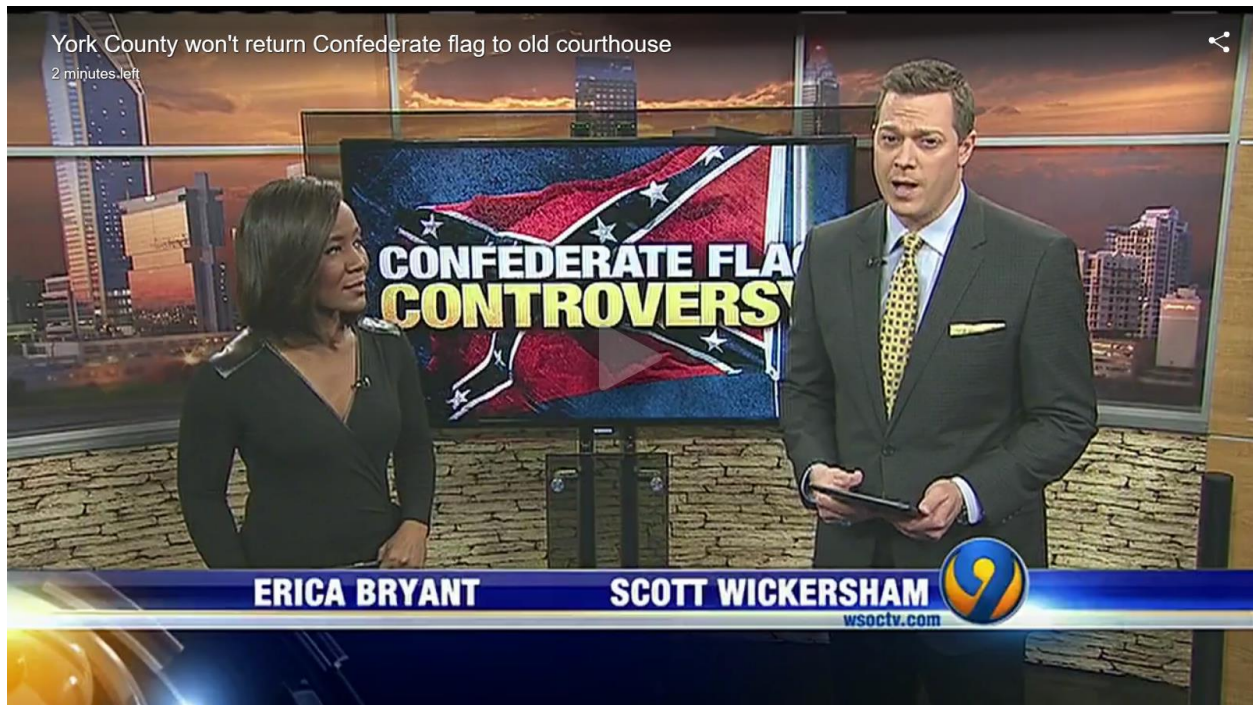 York County won't return Confederate flag to old courthouse
2 minutes left
CONFEDERATE FLAG
CONTROVERSY
ERICA BRYANT SCOTT WICKERSHAM 9
wsoctv.com